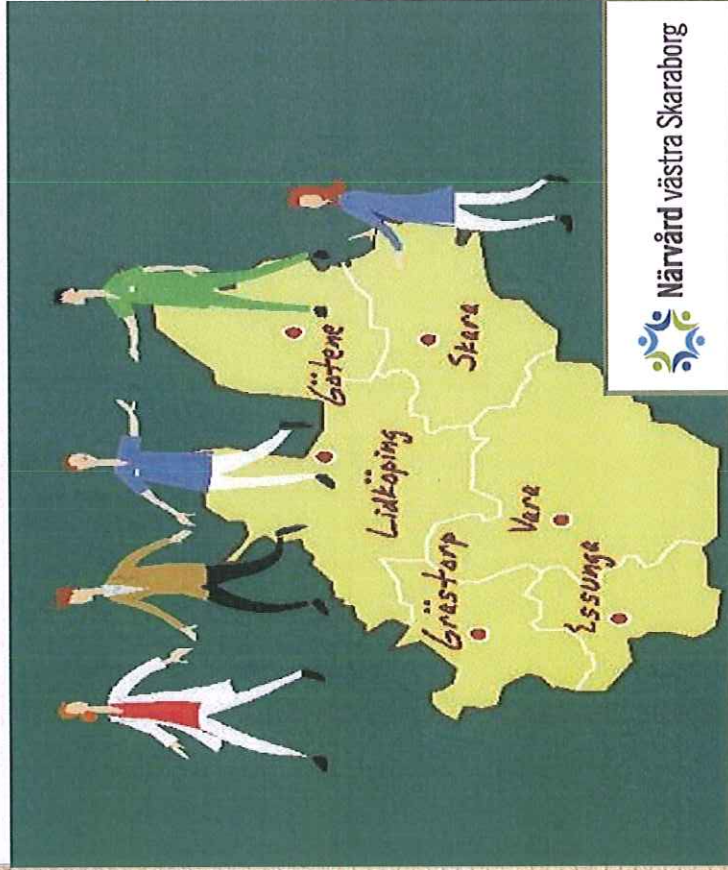 Götene
Lidköping
Skara
Grästorp
Vara
Essunga
Närvård västra Skaraborg